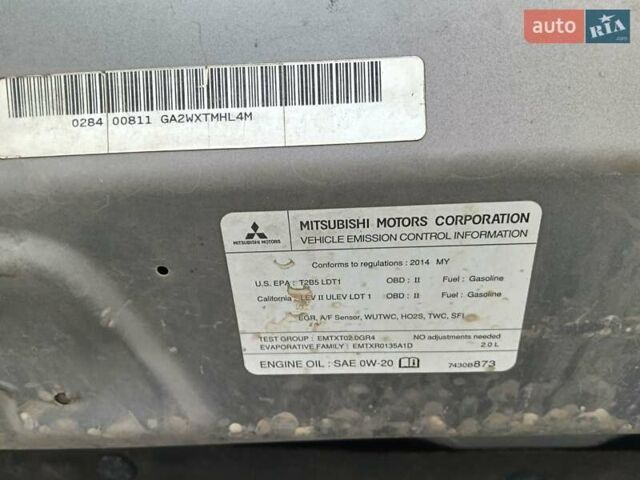 auto RIA.com
0284 00811 GA2WXTMHL4M
MITSUBISHI MOTORS CORPORATION
MITSUBISHI MOTORS
VEHICLE EMISSION CONTROL INFORMATION
Conforms to regulations : 2014 MY
U.S. EPA : T2B5 LDT1 OBD : II Fuel : Gasoline
California : LEV II ULEV LDT 1 OBD : II Fuel : Gasoline
EGR, A/F Sensor, WUTWC, HO2S, TWC, SFI
TEST GROUP : EMTXT02.0GR4 NO adjustments needed
EVAPORATIVE FAMILY : EMTXR0135A1D 2.0 L
ENGINE OIL : SAE 0W-20 7430B873